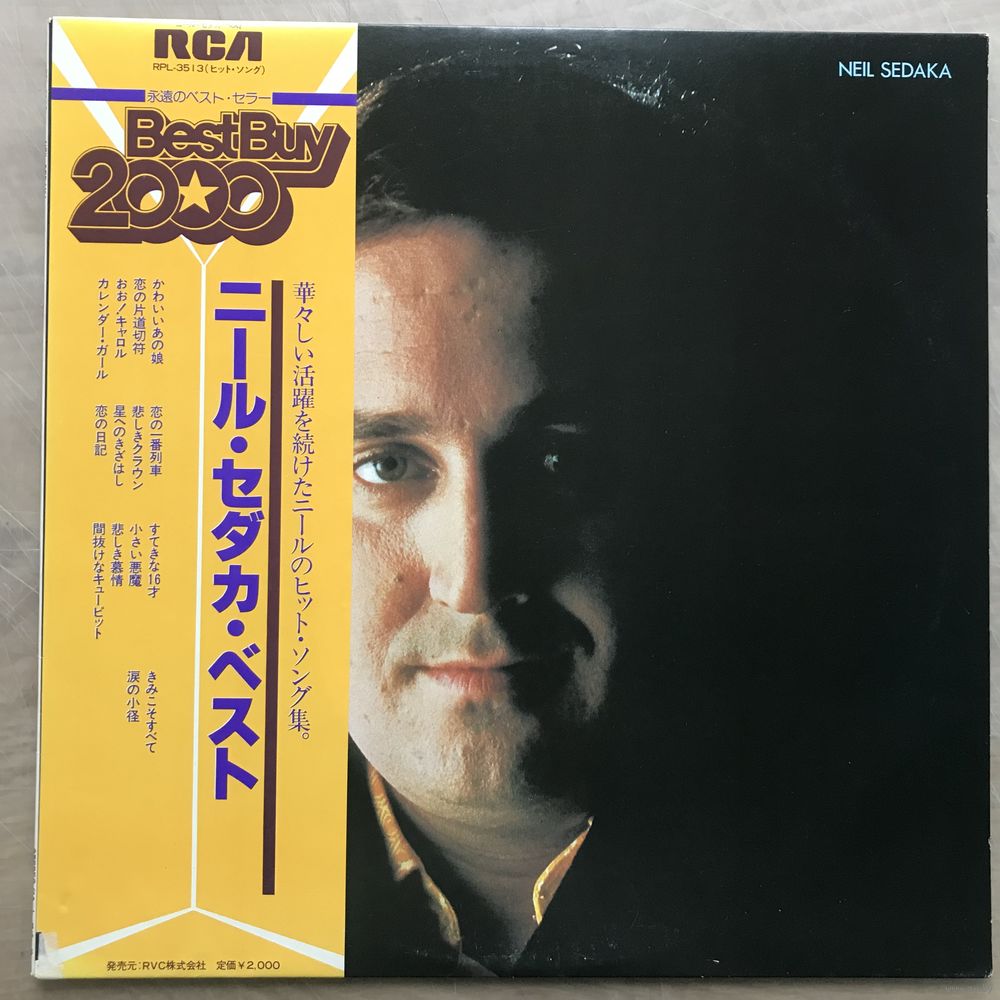 RCA
RPL-3513(ヒット・ソング)
NEIL SEDAKA
永遠のベスト・セラー
BestBuy
2000
華々しい活躍を続けたニールのヒット・ソング集。
ニール・セダカ・ベスト
かわいいあの娘
恋の片道切符
おお!キャロル
カレンダー・ガール
恋の一番列車
悲しきクラウン
星へのきざはし
恋の日記
すてきな16才
小さい悪魔
悲しき慕情
間抜けなキューピット
きみこそすべて
涙の小径
発売元:RVC株式会社 定価¥2,000